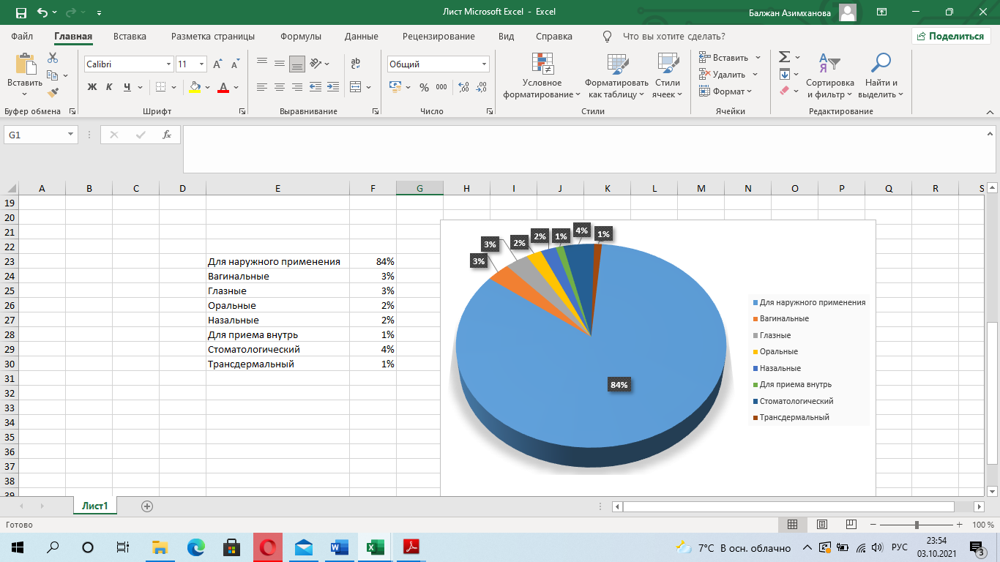 Лист Microsoft Excel - Excel
Балжан Азимханова
Файл Главная Вставка Разметка страницы Формулы Данные Рецензирование Вид Справка Что вы хотите сделать? Поделиться
Вставить
Calibri 11
Ж К Ч
ab
Общий
% 000
Условное форматирование
Форматировать как таблицу
Стили ячеек
Вставить
Удалить
Формат
Сортировка и фильтр
Найти и выделить
Буфер обмена Шрифт Выравнивание Число Стили Ячейки Редактирование
G1 fx
A B C D E F G H I J K L M N O P Q R S
19
20
21
22
23 Для наружного применения 84%
24 Вагинальные 3%
25 Глазные 3%
26 Оральные 2%
27 Назальные 2%
28 Для приема внутрь 1%
29 Стоматологический 4%
30 Трансдермальный 1%
31
32
33
34
35
36
37
38
39
3% 3% 2% 2% 1% 4% 1%
84%
Для наружного применения
Вагинальные
Глазные
Оральные
Назальные
Для приема внутрь
Стоматологический
Трансдермальный
Лист1
Готово
100 %
7°C В осн. облачно
РУС
23:54
03.10.2021
3